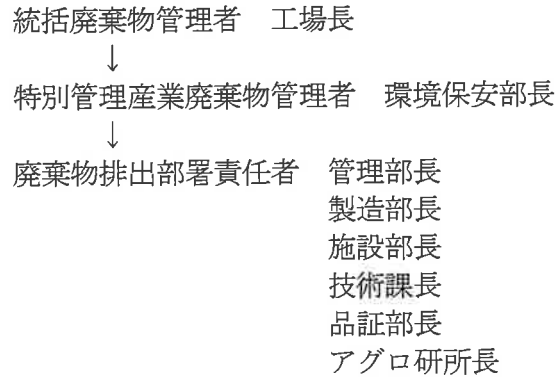 統括廃棄物管理者　工場長
↓
特別管理産業廃棄物管理者　環境保安部長
↓
廃棄物排出部署責任者　管理部長
製造部長
施設部長
技術課長
品証部長
アグロ研所長